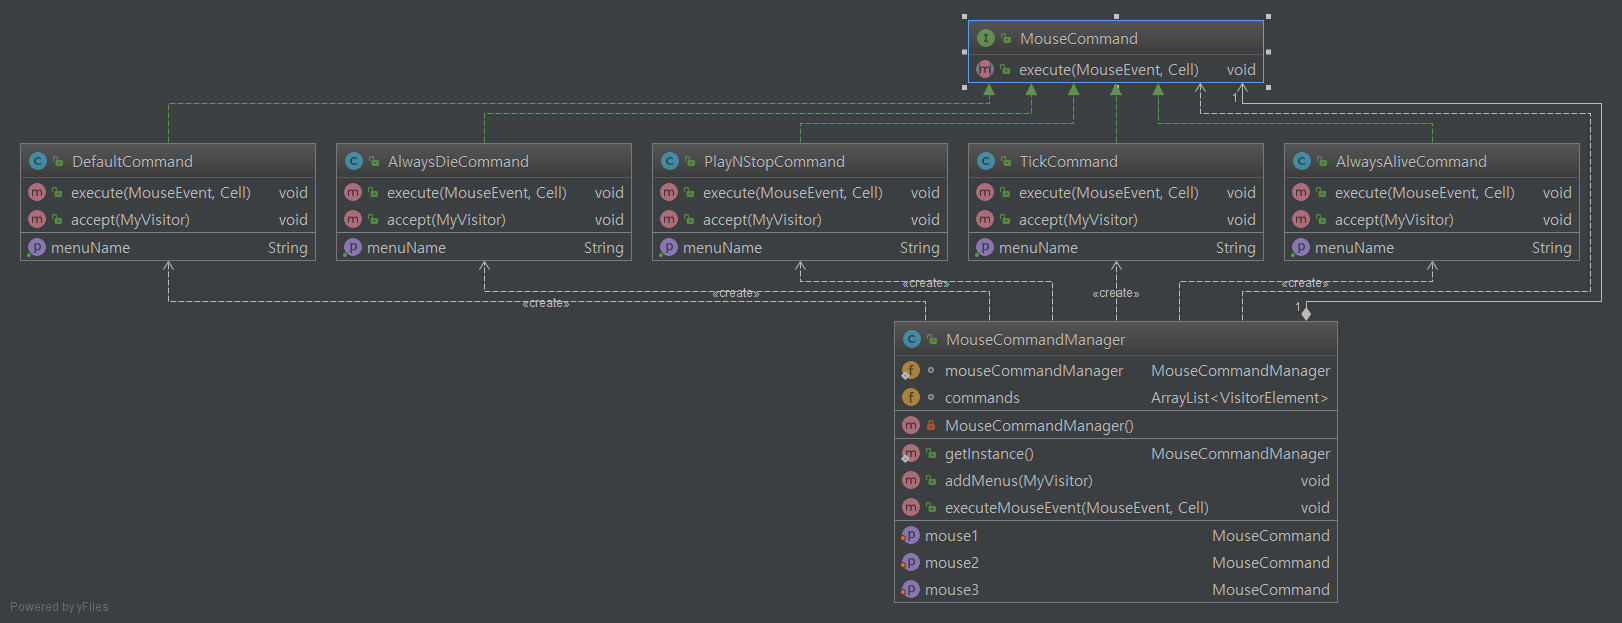 MouseCommand
execute(MouseEvent, Cell) void
1
DefaultCommand
execute(MouseEvent, Cell) void
accept(MyVisitor) void
menuName String
AlwaysDieCommand
execute(MouseEvent, Cell) void
accept(MyVisitor) void
menuName String
PlayNStopCommand
execute(MouseEvent, Cell) void
accept(MyVisitor) void
menuName String
TickCommand
execute(MouseEvent, Cell) void
accept(MyVisitor) void
menuName String
AlwaysAliveCommand
execute(MouseEvent, Cell) void
accept(MyVisitor) void
menuName String
«create»
«create»
«create»
«create»
«create»
1
MouseCommandManager
mouseCommandManager MouseCommandManager
commands ArrayList<VisitorElement>
MouseCommandManager()
getInstance() MouseCommandManager
addMenus(MyVisitor) void
executeMouseEvent(MouseEvent, Cell) void
mouse1 MouseCommand
mouse2 MouseCommand
mouse3 MouseCommand
Powered by yFiles